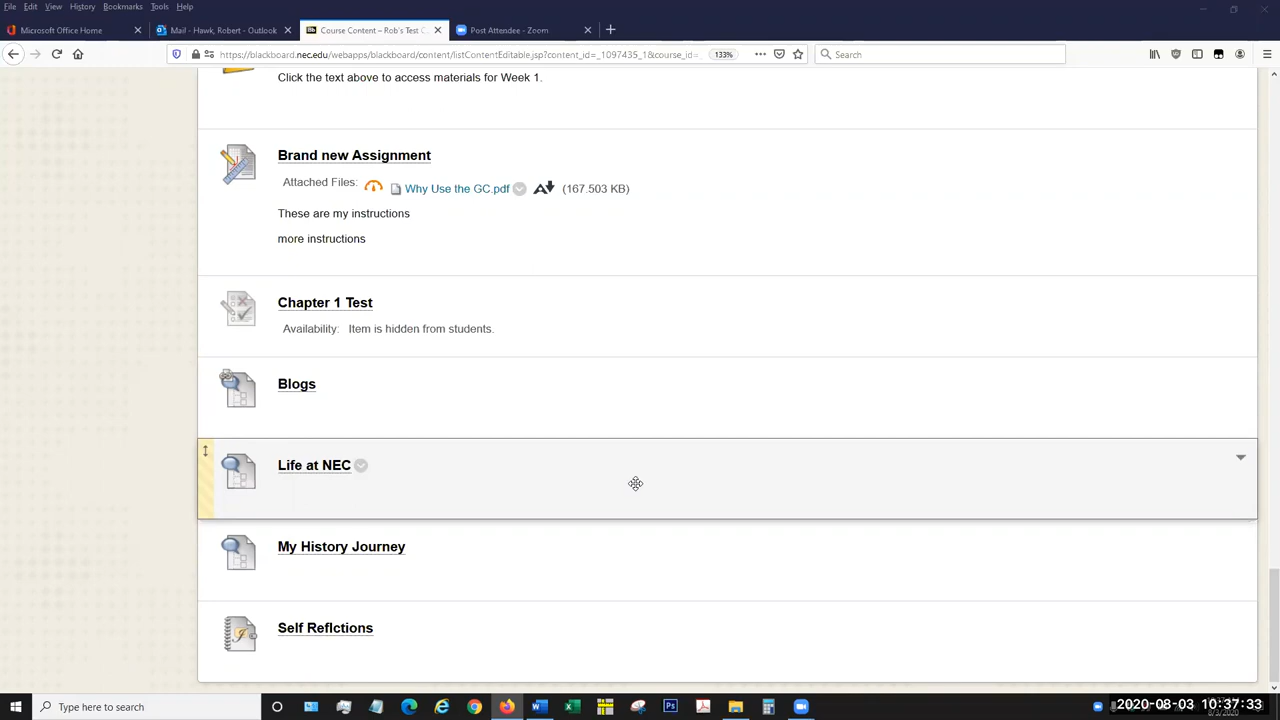 File Edit View History Bookmarks Tools Help
Microsoft Office Home
Mail - Hawk, Robert - Outlook
Bb Course Content – Rob's Test C
Post Attendee - Zoom
https://blackboard.nec.edu/webapps/blackboard/content/listContentEditable.jsp?content_id=_1097435_1&course_id=
133%
Search
Click the text above to access materials for Week 1.
Brand new Assignment
Attached Files: Why Use the GC.pdf (167.503 KB)
These are my instructions
more instructions
Chapter 1 Test
Availability: Item is hidden from students.
Blogs
Life at NEC
My History Journey
Self Reflctions
Type here to search
2020-08-03 10:37:33